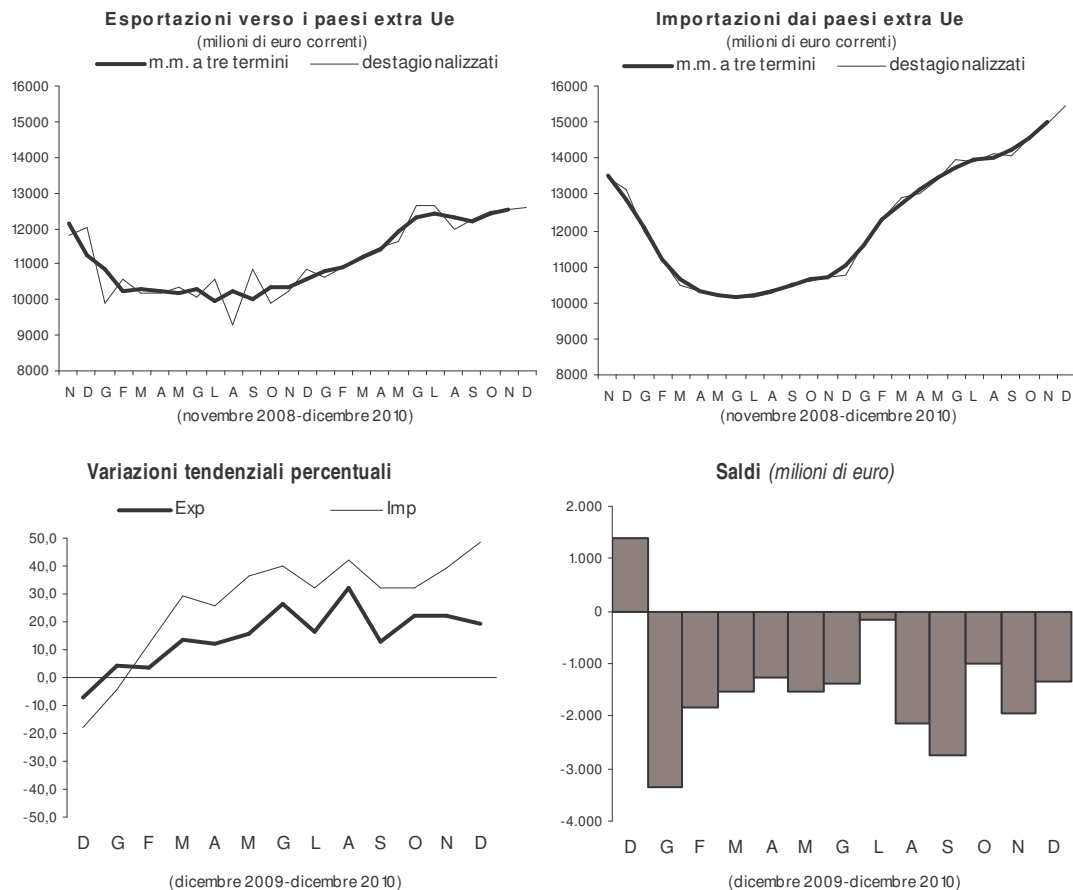 Esportazioni verso i paesi extra Ue
(milioni di euro correnti)
m.m. a tre termini destagionalizzati
16000
15000
14000
13000
12000
11000
10000
9000
8000
N D G F M A M G L A S O N D G F M A M G L A S O N D
(novembre 2008-dicembre 2010)
Importazioni dai paesi extra Ue
(milioni di euro correnti)
m.m. a tre termini destagionalizzati
16000
15000
14000
13000
12000
11000
10000
9000
8000
N D G F M A M G L A S O N D G F M A M G L A S O N D
(novembre 2008-dicembre 2010)
Variazioni tendenziali percentuali
Exp Imp
50,0
40,0
30,0
20,0
10,0
0,0
-10,0
-20,0
-30,0
-40,0
-50,0
D G F M A M G L A S O N D
(dicembre 2009-dicembre 2010)
Saldi (milioni di euro)
2.000
1.000
0
-1.000
-2.000
-3.000
-4.000
D G F M A M G L A S O N D
(dicembre 2009-dicembre 2010)